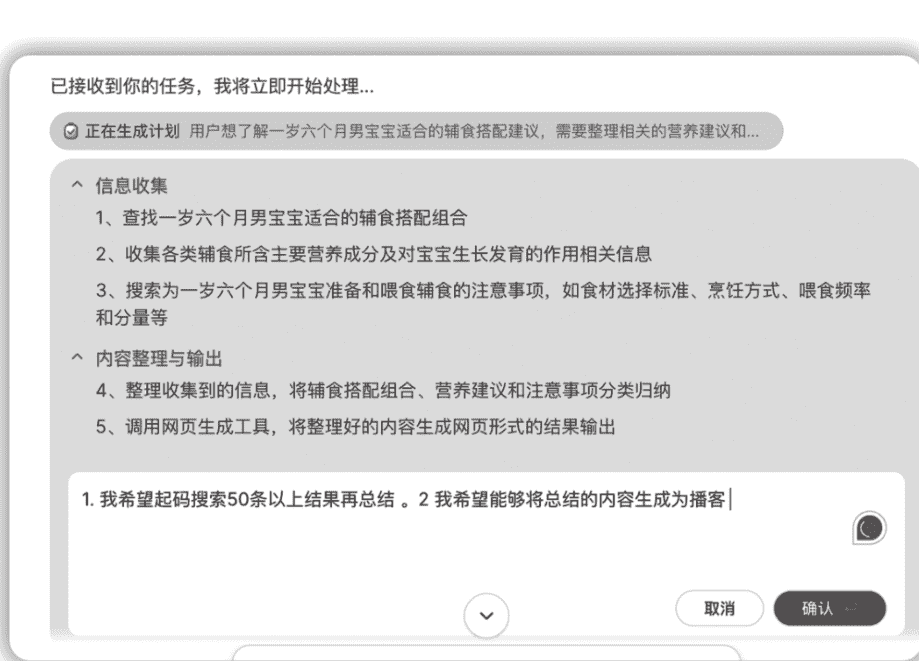 已接收到你的任务，我将立即开始处理...
正在生成计划 用户想了解一岁六个月男宝宝适合的辅食搭配建议，需要整理相关的营养建议和...
信息收集
1、查找一岁六个月男宝宝适合的辅食搭配组合
2、收集各类辅食所含主要营养成分及对宝宝生长发育的作用相关信息
3、搜索为一岁六个月男宝宝准备和喂食辅食的注意事项，如食材选择标准、烹饪方式、喂食频率
和分量等
内容整理与输出
4、整理收集到的信息，将辅食搭配组合、营养建议和注意事项分类归纳
5、调用网页生成工具，将整理好的内容生成网页形式的结果输出
1. 我希望起码搜索50条以上结果再总结 。2 我希望能够将总结的内容生成为播客
取消 确认